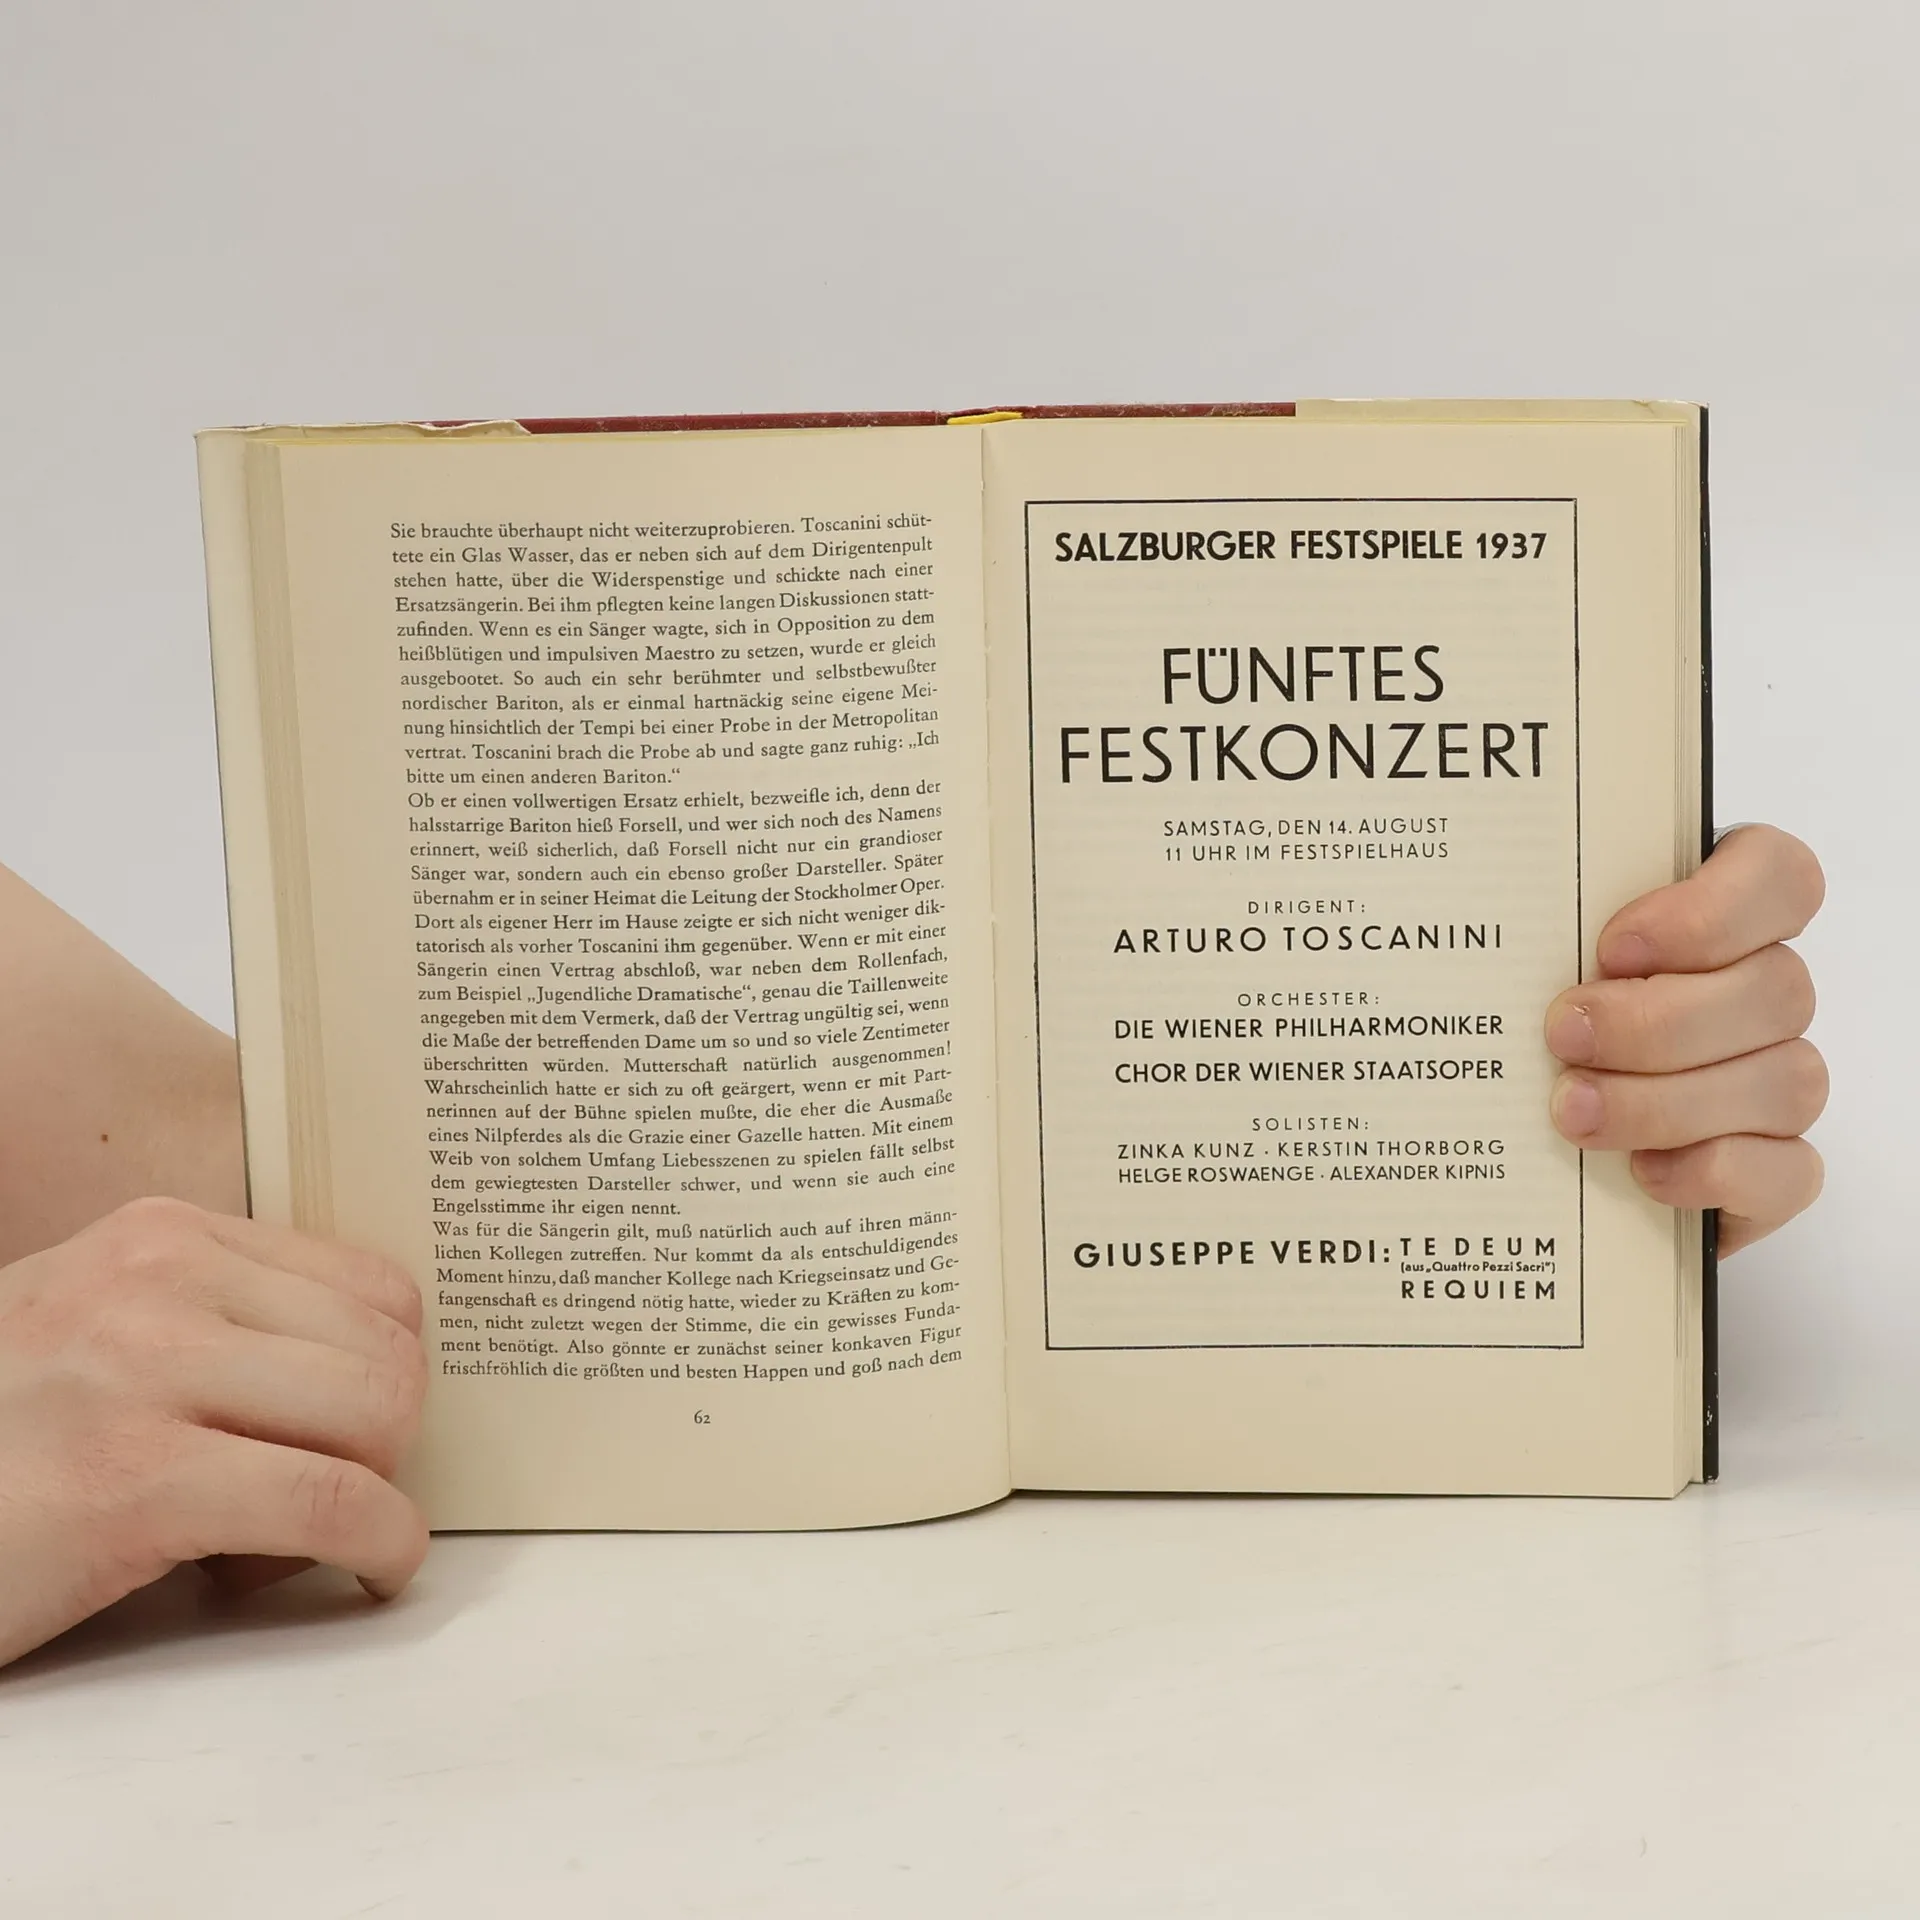 Sie brauchte überhaupt nicht weiterzuprobieren. Toscanini schüt-
tete ein Glas Wasser, das er neben sich auf dem Dirigentenpult
stehen hatte, über die Widerspenstige und schickte nach einer
Ersatzsängerin. Bei ihm pflegten keine langen Diskussionen statt-
zufinden. Wenn es ein Sänger wagte, sich in Opposition zu dem
heißblütigen und impulsiven Maestro zu setzen, wurde er gleich
ausgebootet. So auch ein sehr berühmter und selbstbewußter
nordischer Bariton, als er einmal hartnäckig seine eigene Mei-
nung hinsichtlich der Tempi bei einer Probe in der Metropolitan
vertrat. Toscanini brach die Probe ab und sagte ganz ruhig: „Ich
bitte um einen anderen Bariton.“
Ob er einen vollwertigen Ersatz erhielt, bezweifle ich, denn der
halsstarrige Bariton hieß Forsell, und wer sich noch des Namens
erinnert, weiß sicherlich, daß Forsell nicht nur ein grandioser
Sänger war, sondern auch ein ebenso großer Darsteller. Später
übernahm er in seiner Heimat die Leitung der Stockholmer Oper.
Dort als eigener Herr im Hause zeigte er sich nicht weniger dik-
tatorisch als vorher Toscanini ihm gegenüber. Wenn er mit einer
Sängerin einen Vertrag abschloß, war neben dem Rollenfach,
zum Beispiel „Jugendliche Dramatische“, genau die Taillenweite
angegeben mit dem Vermerk, daß der Vertrag ungültig sei, wenn
die Maße der betreffenden Dame um so und so viele Zentimeter
überschritten würden. Mutterschaft natürlich ausgenommen!
Wahrscheinlich hatte er sich zu oft geärgert, wenn er mit Part-
nerinnen auf der Bühne spielen mußte, die eher die Ausmaße
eines Nilpferdes als die Grazie einer Gazelle hatten. Mit einem
Weib von solchem Umfang Liebesszenen zu spielen fällt selbst
dem gewiegtesten Darsteller schwer, und wenn sie auch eine
Engelsstimme ihr eigen nennt.
Was für die Sängerin gilt, muß natürlich auch auf ihren männ-
lichen Kollegen zutreffen. Nur kommt da als entschuldigendes
Moment hinzu, daß mancher Kollege nach Kriegseinsatz und Ge-
fangenschaft es dringend nötig hatte, wieder zu Kräften zu kom-
men, nicht zuletzt wegen der Stimme, die ein gewisses Funda-
ment benötigt. Also gönnte er zunächst seiner konkaven Figur
frischfröhlich die größten und besten Happen und goß nach dem
62
SALZBURGER FESTSPIELE 1937
FÜNFTES
FESTKONZERT
SAMSTAG, DEN 14. AUGUST
11 UHR IM FESTSPIELHAUS
DIRIGENT:
ARTURO TOSCANINI
ORCHESTER:
DIE WIENER PHILHARMONIKER
CHOR DER WIENER STAATSOPER
SOLISTEN:
ZINKA KUNZ · KERSTIN THORBORG
HELGE ROSWAENGE · ALEXANDER KIPNIS
GIUSEPPE VERDI: TE DEUM
(aus „Quattro Pezzi Sacri“)
REQUIEM